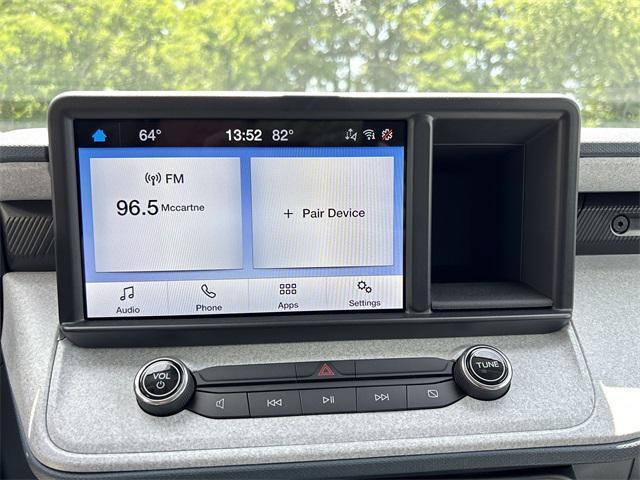 64° 13:52 82°
FM
96.5 Mccartne
+ Pair Device
Audio Phone Apps Settings
VOL
TUNE